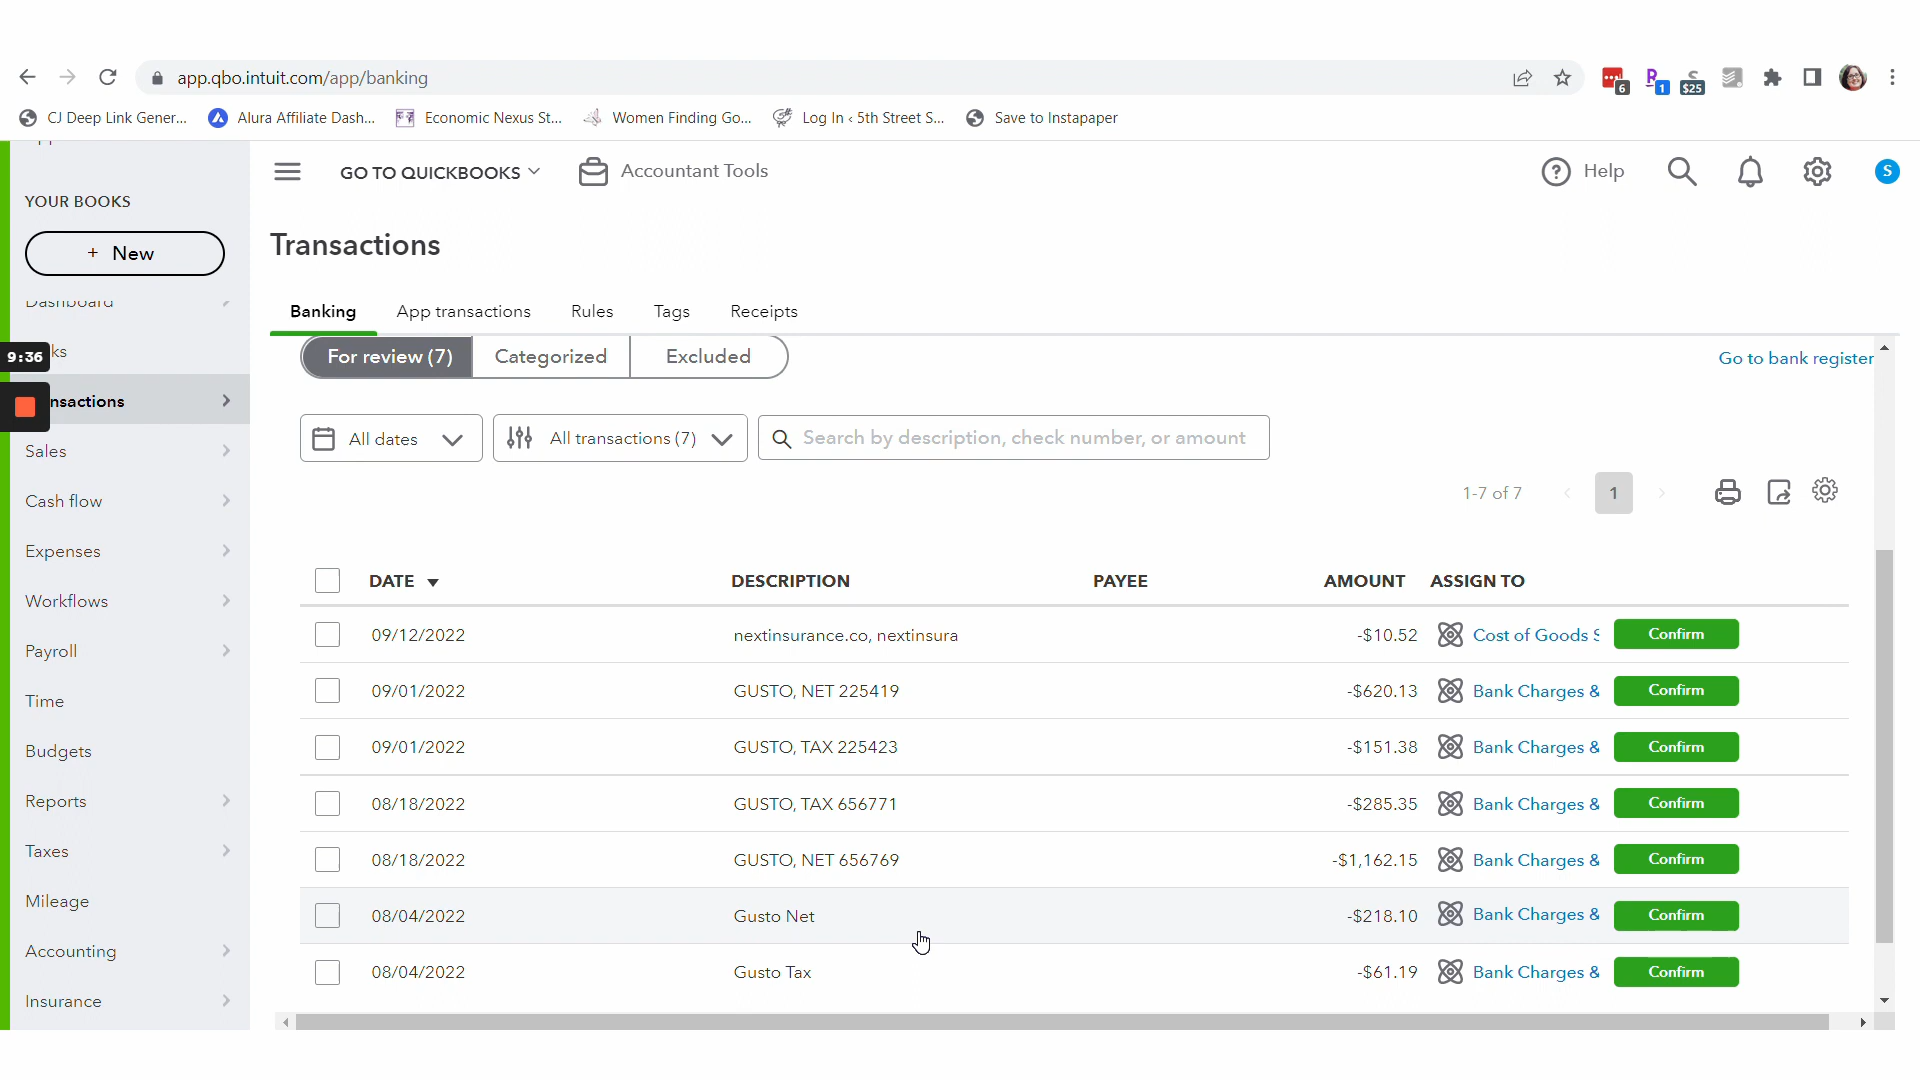 app.qbo.intuit.com/app/banking
6
1
$25
CJ Deep Link Gener...
Alura Affiliate Dash...
Economic Nexus St...
Women Finding Go...
Log In ‹ 5th Street S...
Save to Instapaper
GO TO QUICKBOOKS
Accountant Tools
Help
S
YOUR BOOKS
+ New
Dashboard
ks
9:36
nsactions
Sales
Cash flow
Expenses
Workflows
Payroll
Time
Budgets
Reports
Taxes
Mileage
Accounting
Insurance
Transactions
Banking App transactions Rules Tags Receipts
For review (7) Categorized Excluded
Go to bank register
All dates All transactions (7) Search by description, check number, or amount
1-7 of 7 1
DATE DESCRIPTION PAYEE AMOUNT ASSIGN TO
09/12/2022 nextinsurance.co, nextinsura -$10.52 Cost of Goods S Confirm
09/01/2022 GUSTO, NET 225419 -$620.13 Bank Charges & Confirm
09/01/2022 GUSTO, TAX 225423 -$151.38 Bank Charges & Confirm
08/18/2022 GUSTO, TAX 656771 -$285.35 Bank Charges & Confirm
08/18/2022 GUSTO, NET 656769 -$1,162.15 Bank Charges & Confirm
08/04/2022 Gusto Net -$218.10 Bank Charges & Confirm
08/04/2022 Gusto Tax -$61.19 Bank Charges & Confirm